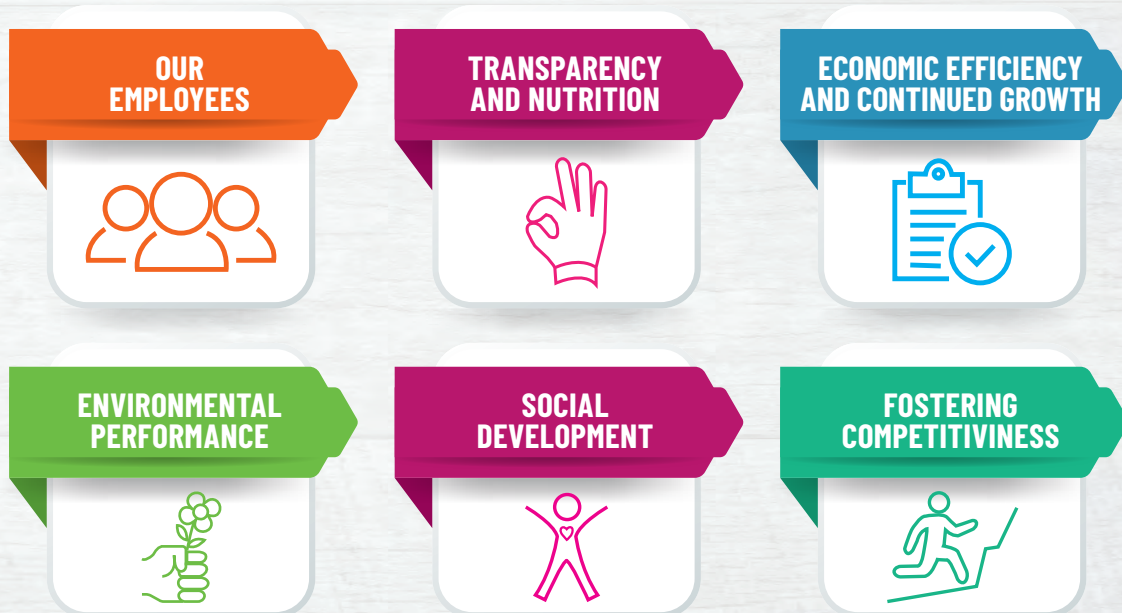 OUR
EMPLOYEES
TRANSPARENCY
AND NUTRITION
ECONOMIC EFFICIENCY
AND CONTINUED GROWTH
ENVIRONMENTAL
PERFORMANCE
SOCIAL
DEVELOPMENT
FOSTERING
COMPETITIVINESS